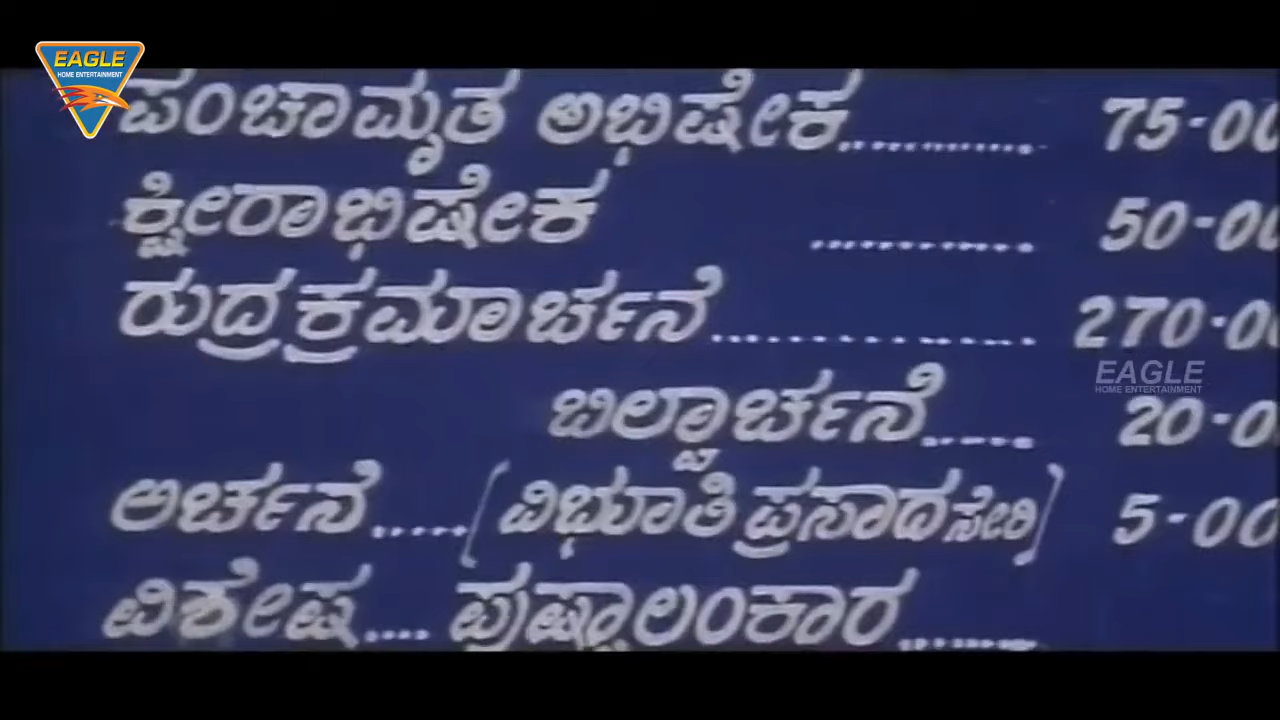 EAGLE
HOME ENTERTAINMENT
ಪಂಚಾಮೃತ ಅಭಿಷೇಕ............ 75-00
ಕ್ಷೀರಾಭಿಷೇಕ ............ 50-00
ರುದ್ರಕ್ರಮಾರ್ಚನೆ.............. 270-00
EAGLE
HOME ENTERTAINMENT
ಬಿಲ್ವಾರ್ಚನೆ...... 20-0
ಅರ್ಚನೆ.....(ವಿಭೂತಿ ಪ್ರಸಾದ ಸೇರಿ) 5-00
ವಿಶೇಷ.... ಪುಷ್ಪಾಲಂಕಾರ........